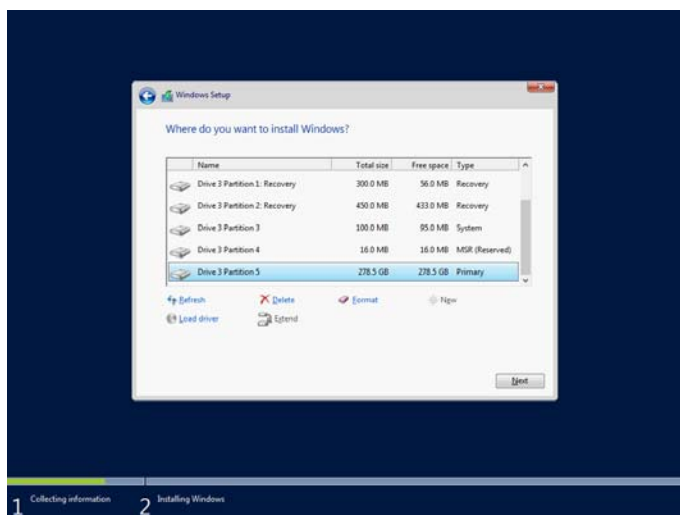 Windows Setup
Where do you want to install Windows?
Name Total size Free space Type
Drive 3 Partition 1: Recovery 300.0 MB 56.0 MB Recovery
Drive 3 Partition 2: Recovery 450.0 MB 433.0 MB Recovery
Drive 3 Partition 3 100.0 MB 95.0 MB System
Drive 3 Partition 4 16.0 MB 16.0 MB MSR (Reserved)
Drive 3 Partition 5 278.5 GB 278.5 GB Primary
Refresh Delete Format New
Load driver Extend
Next
1 Collecting information 2 Installing Windows